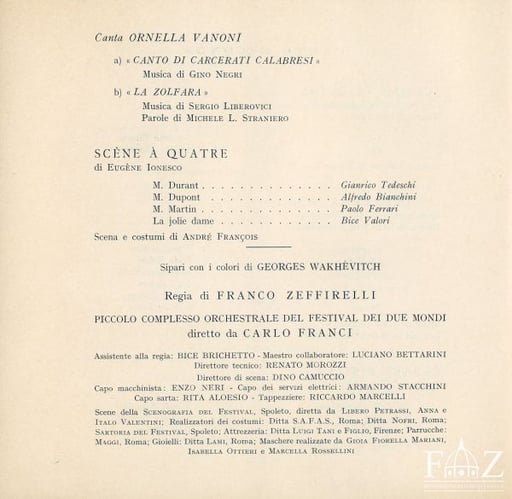 Canta ORNELLA VANONI
a) « CANTO DI CARCERATI CALABRESI »
Musica di GINO NEGRI
b) « LA ZOLFARA »
Musica di SERGIO LIBEROVICI
Parole di MICHELE L. STRANIERO
SCÈNE À QUATRE
di EUGÈNE IONESCO
M. Durant . . . . . . . . . . . . . Gianrico Tedeschi
M. Dupont . . . . . . . . . . . . Alfredo Bianchini
M. Martin . . . . . . . . . . . . . Paolo Ferrari
La jolie dame . . . . . . . . . . . Bice Valori
Scena e costumi di ANDRÉ FRANÇOIS
Sipari con i colori di GEORGES WAKHÉVITCH
Regia di FRANCO ZEFFIRELLI
PICCOLO COMPLESSO ORCHESTRALE DEL FESTIVAL DEI DUE MONDI
diretto da CARLO FRANCI
Assistente alla regia: BICE BRICHETTO - Maestro collaboratore: LUCIANO BETTARINI
Direttore tecnico: RENATO MOROZZI
Direttore di scena: DINO CAMUCCIO
Capo macchinista: ENZO NERI - Capo dei servizi elettrici: ARMANDO STACCHINI
Capo sarta: RITA ALOESIO - Tappezziere: RICCARDO MARCELLI
Scene della SCENOGRAFIA DEL FESTIVAL, Spoleto, diretta da LIBERO PETRASSI, ANNA e
ITALO VALENTINI; Realizzatori dei costumi: Ditta S.A.F.A.S., Roma; Ditta NOFRI, Roma;
SARTORIA DEL FESTIVAL, Spoleto; Attrezzeria: Ditta LUIGI TANI e FIGLIO, Firenze; Parrucche:
MAGGI, Roma; Gioielli: Ditta LAMI, Roma; Maschere realizzate da GIOIA FIORELLA MARIANI,
ISABELLA OTTIERI e MARCELLA ROSSELLINI
F Z